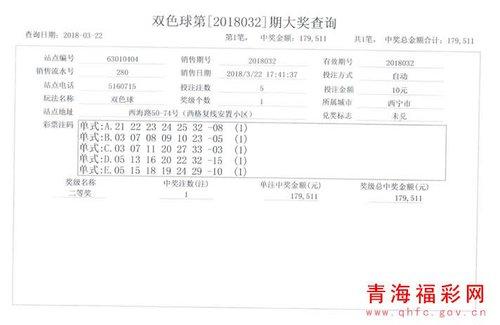 双色球第[2018032]期大奖查询
查询日期: 2018-03-22 第1笔, 中奖金额: 179,511 共1笔, 中奖总金额合计: 179,511
站点编号 63010404 销售期号 2018032 有效期号 2018032
销售流水号 280 销售时间 2018/3/22 17:41:37 投注方式 自动
站点电话 5160715 投注注数 5 投注金额 10元
玩法名称 双色球 奖级个数 1 所属城市 西宁市
站点地址 西海路50-74号(西格复线安置小区) 兑奖标志 未兑
彩票注码 单式:A.21 22 23 24 25 32 -08 (1)
单式:B.03 07 08 09 10 23 -05 (1)
单式:C.03 07 11 20 27 33 -03 (1)
单式:D.05 13 16 20 22 32 -15 (1)
单式:E.05 15 18 19 24 29 -10 (1)
奖级名称 中奖注数(注) 单注中奖金额(元) 奖级总中奖金额(元)
二等奖 1 179,511 179,511
青海福彩网
www.qhfc.gov.cn